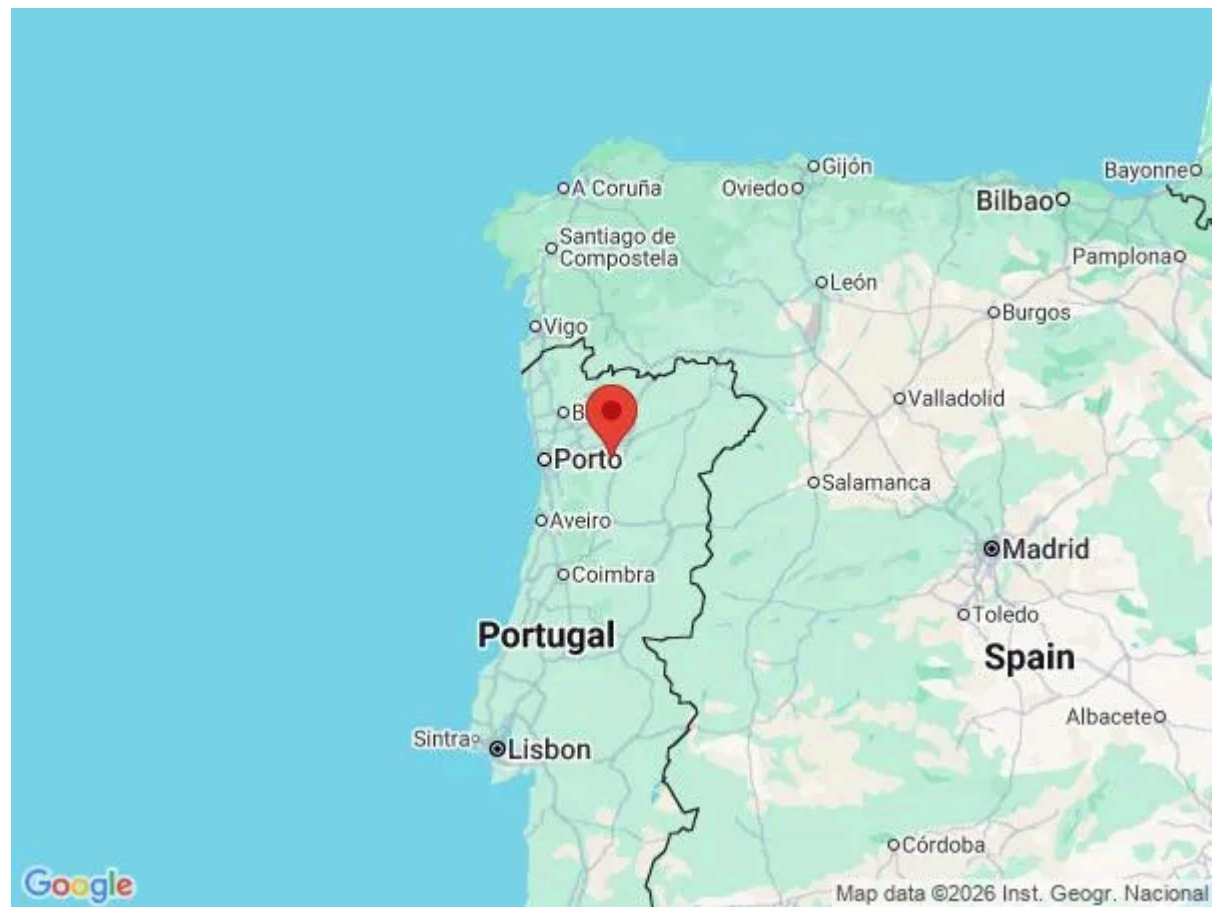 A Coruña
Gijón
Oviedo
Bilbao
Bayonne
Santiago de
Compostela
Pamplona
León
Burgos
Vigo
Valladolid
B
Porto
Salamanca
Aveiro
Madrid
Coimbra
Toledo
Portugal
Spain
Albacete
Sintra
Lisbon
Córdoba
Google
Map data ©2026 Inst. Geogr. Nacional